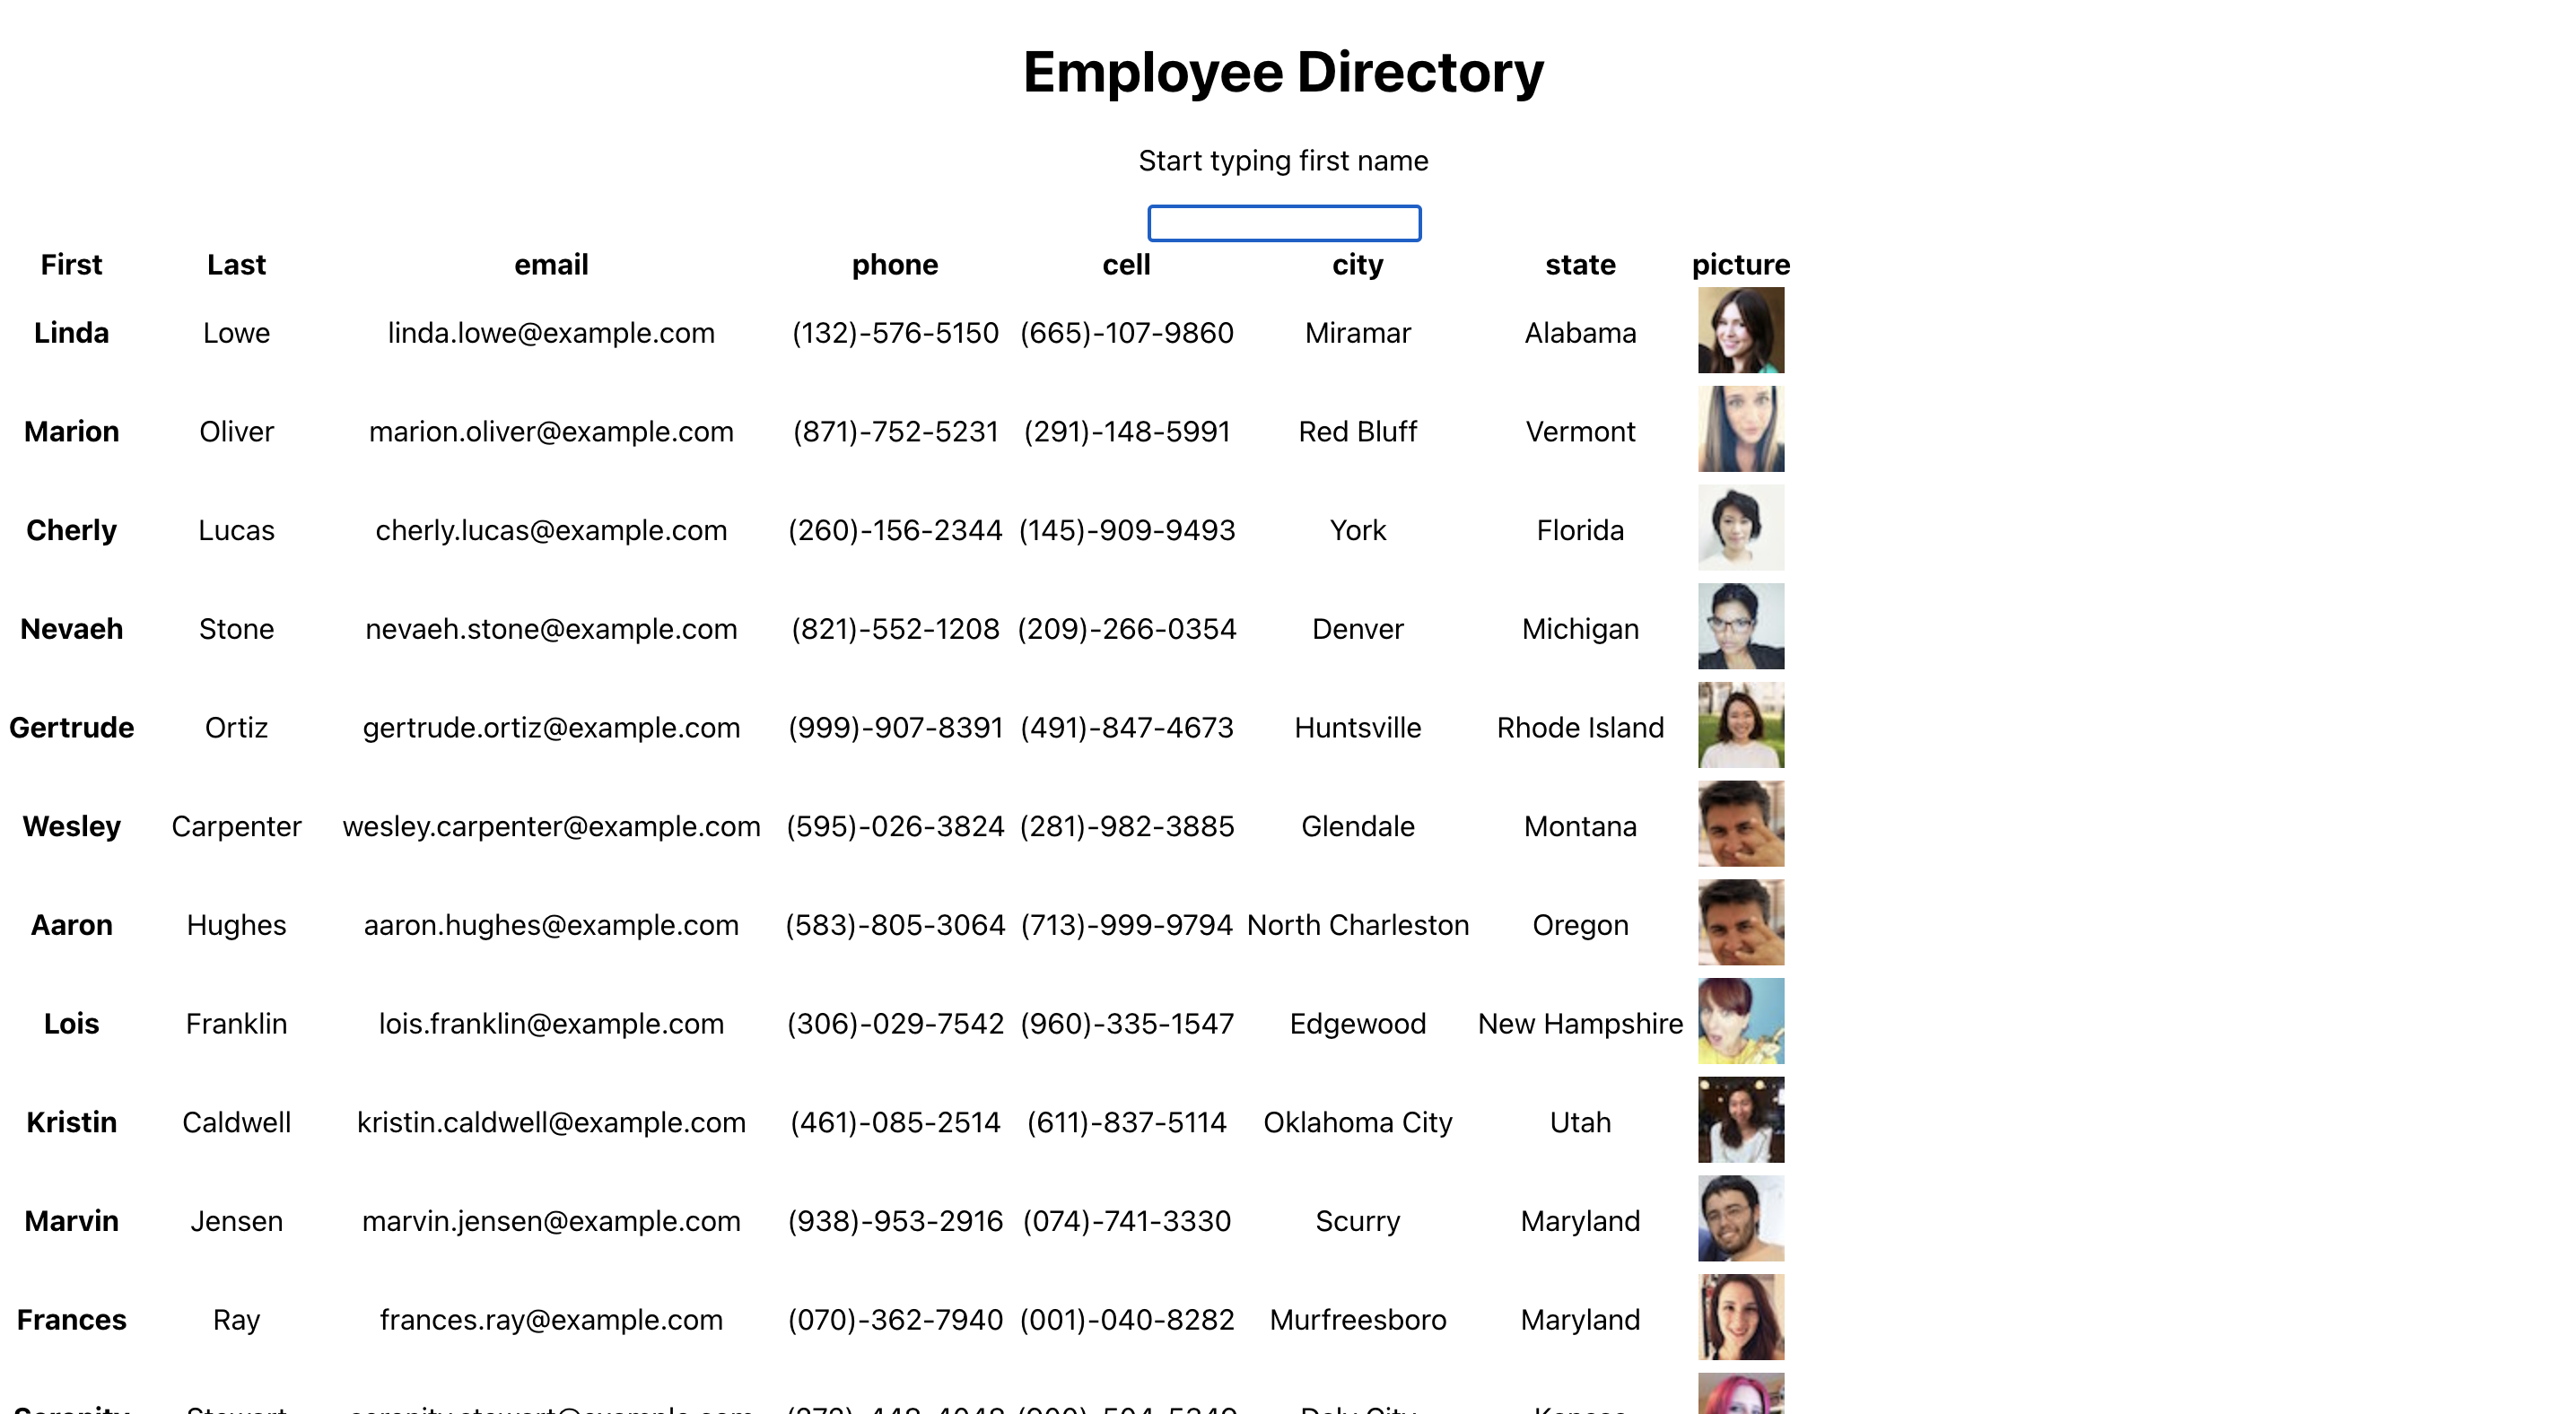 Employee Directory
Start typing first name
First Last email phone cell city state picture
Linda Lowe linda.lowe@example.com (132)-576-5150 (665)-107-9860 Miramar Alabama
Marion Oliver marion.oliver@example.com (871)-752-5231 (291)-148-5991 Red Bluff Vermont
Cherly Lucas cherly.lucas@example.com (260)-156-2344 (145)-909-9493 York Florida
Nevaeh Stone nevaeh.stone@example.com (821)-552-1208 (209)-266-0354 Denver Michigan
Gertrude Ortiz gertrude.ortiz@example.com (999)-907-8391 (491)-847-4673 Huntsville Rhode Island
Wesley Carpenter wesley.carpenter@example.com (595)-026-3824 (281)-982-3885 Glendale Montana
Aaron Hughes aaron.hughes@example.com (583)-805-3064 (713)-999-9794 North Charleston Oregon
Lois Franklin lois.franklin@example.com (306)-029-7542 (960)-335-1547 Edgewood New Hampshire
Kristin Caldwell kristin.caldwell@example.com (461)-085-2514 (611)-837-5114 Oklahoma City Utah
Marvin Jensen marvin.jensen@example.com (938)-953-2916 (074)-741-3330 Scurry Maryland
Frances Ray frances.ray@example.com (070)-362-7940 (001)-040-8282 Murfreesboro Maryland
Serenity Stewart serenity.stewart@example.com Daly City Kansas